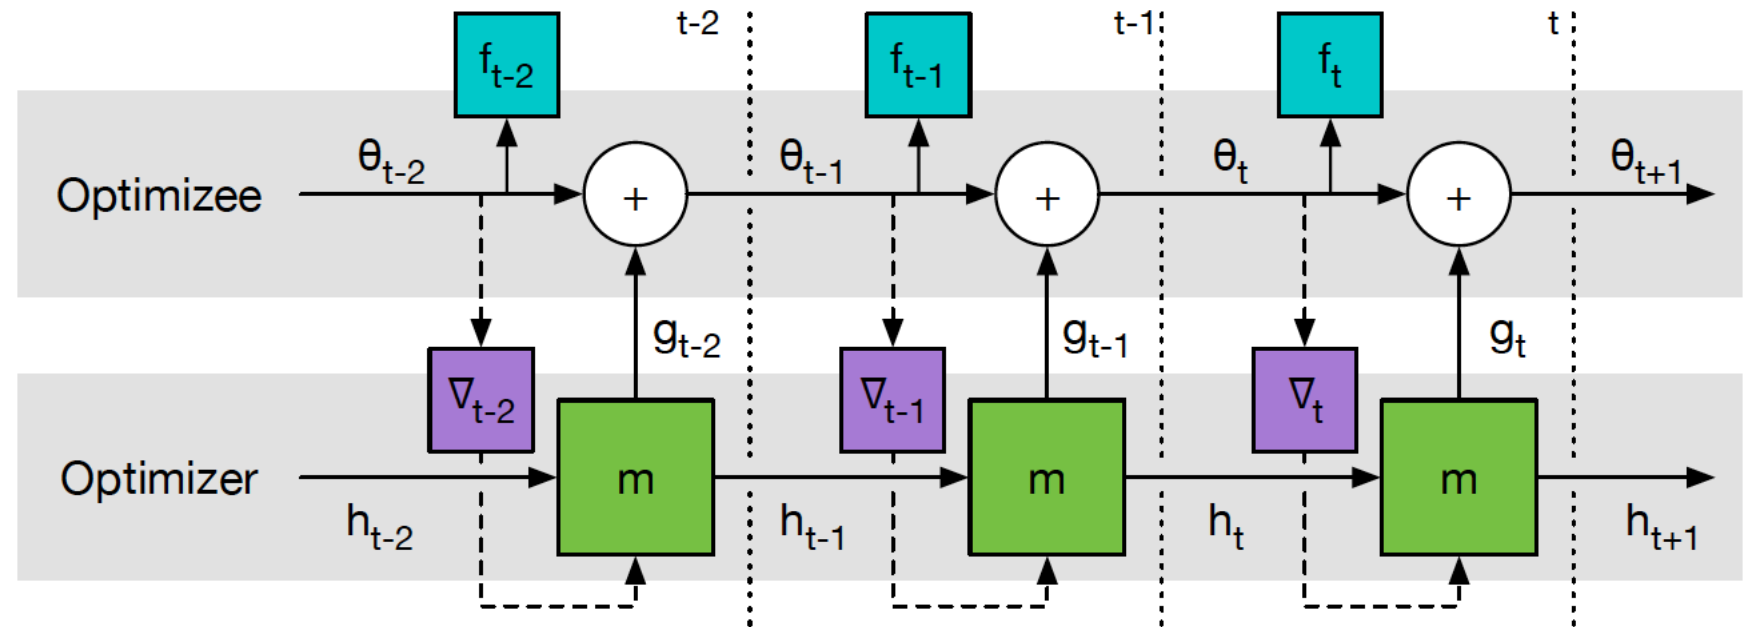 t-2 t-1 t
f_{t-2} f_{t-1} f_t
θ_{t-2} θ_{t-1} θ_t θ_{t+1}
Optimizee + + +
g_{t-2} g_{t-1} g_t
∇_{t-2} ∇_{t-1} ∇_t
Optimizer m m m
h_{t-2} h_{t-1} h_t h_{t+1}